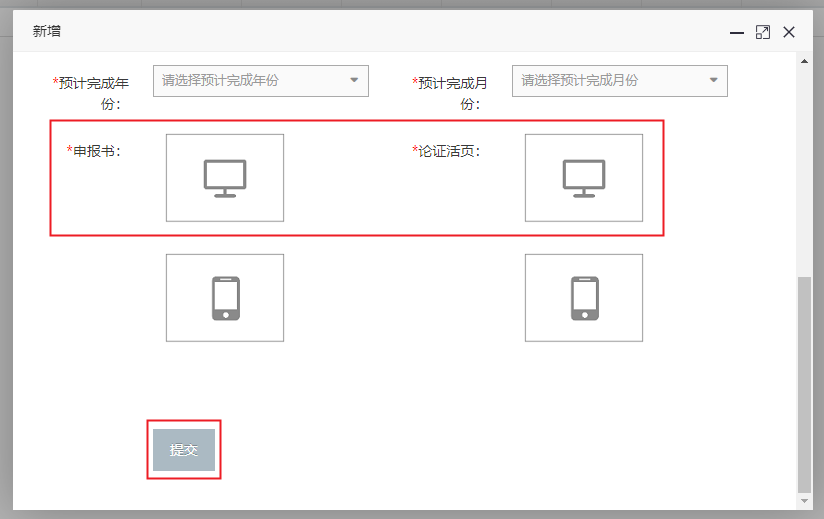 新增
*预计完成年份：
请选择预计完成年份
*预计完成月份：
请选择预计完成月份
*申报书：
*论证活页：
提交